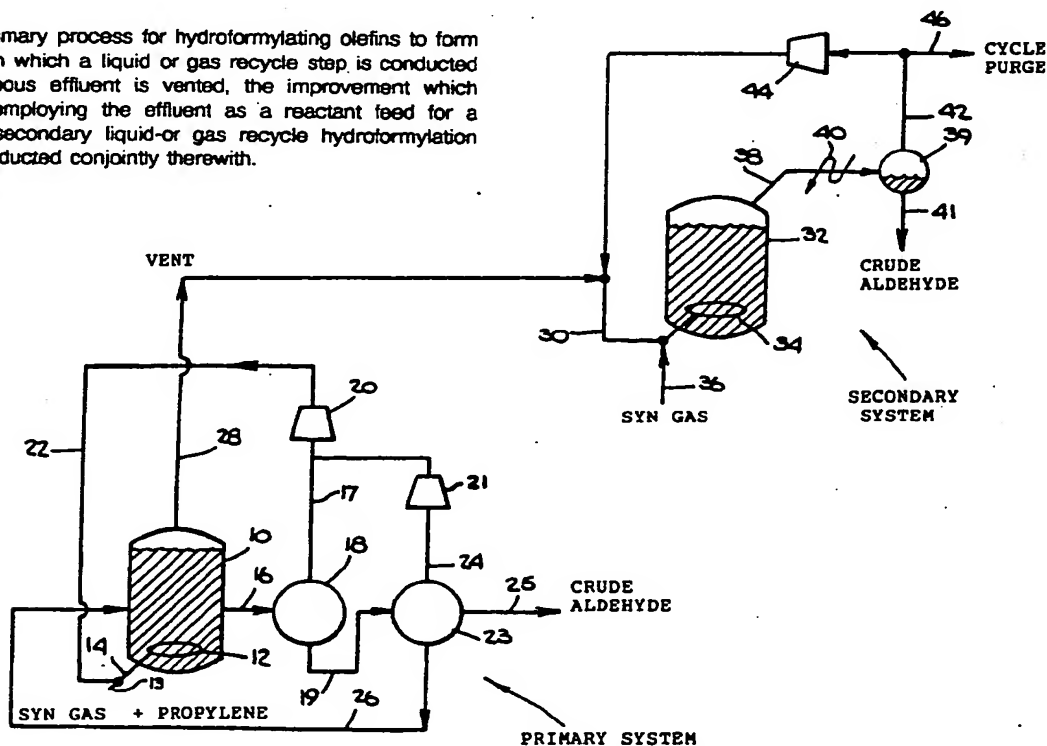 mary process for hydroformylating olefins to form
n which a liquid or gas recycle step is conducted
ous effluent is vented, the improvement which
employing the effluent as a reactant feed for a
secondary liquid-or gas recycle hydroformylation
ducted conjointly therewith.
46
CYCLE
PURGE
44
42
40
39
38
41
32
CRUDE
ALDEHYDE
VENT
30
34
36
SYN GAS
SECONDARY
SYSTEM
20
22
28
21
17
10
18
24
16
25
CRUDE
ALDEHYDE
14
12
23
13
19
SYN GAS + PROPYLENE
26
PRIMARY SYSTEM